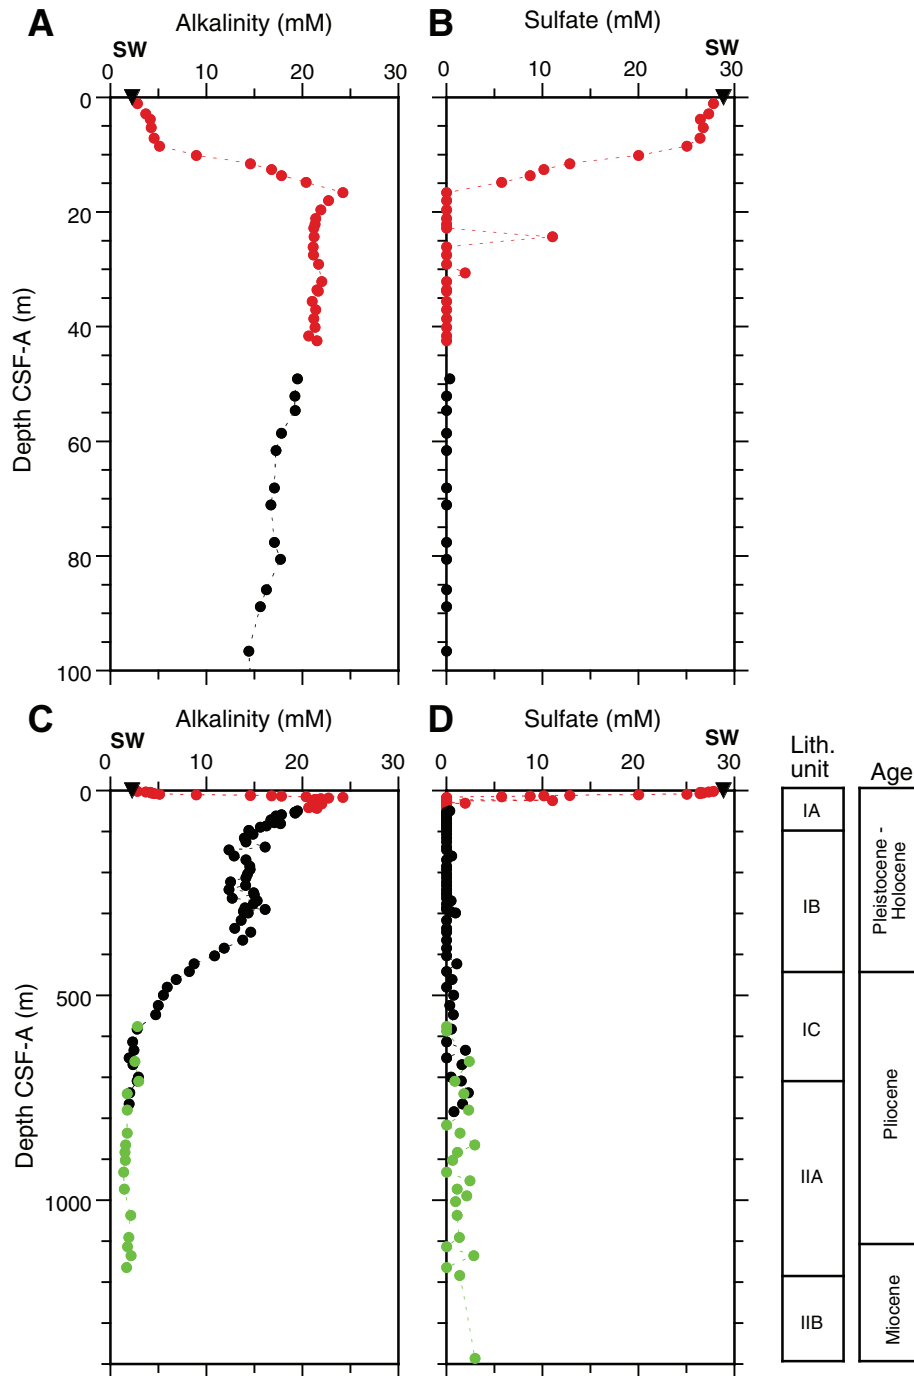 A
Alkalinity (mM)
SW
0 10 20 30
B
Sulfate (mM)
SW
0 10 20 30
0
20
40
60
80
100
Depth CSF-A (m)
C
Alkalinity (mM)
SW
0 10 20 30
D
Sulfate (mM)
SW
0 10 20 30
0
500
1000
Depth CSF-A (m)
Lith.
unit
IA
IB
IC
IIA
IIB
Age
Pleistocene -
Holocene
Pliocene
Miocene